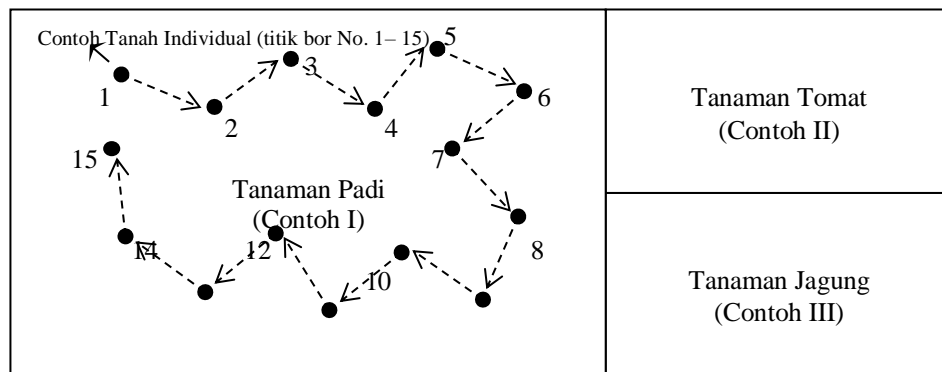 Contoh Tanah Individual (titik bor No. 1– 15)
5
3
1
2
4
6
15
7
Tanaman Padi
(Contoh I)
14
12
10
8
Tanaman Tomat
(Contoh II)
Tanaman Jagung
(Contoh III)